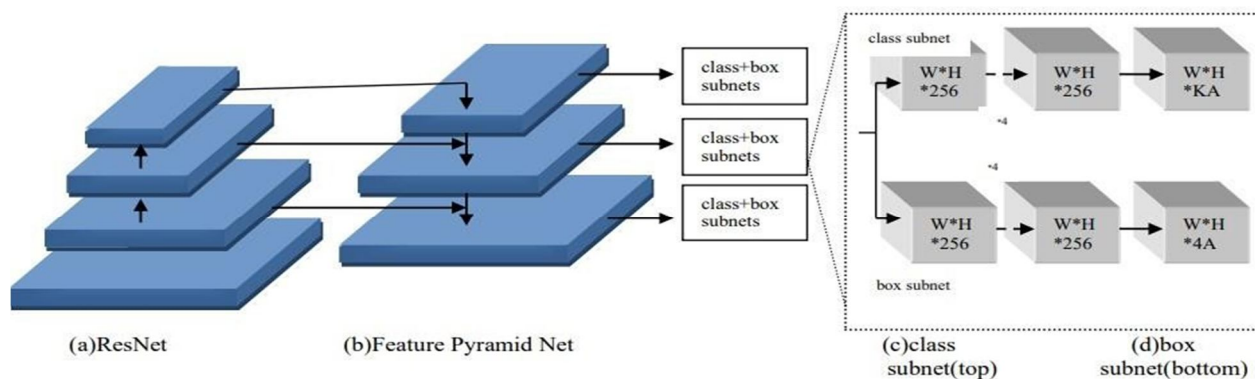 class+box
subnets
class+box
subnets
class+box
subnets
class subnet
W*H
*256
W*H
*256
W*H
*KA
*4
*4
W*H
*256
W*H
*256
W*H
*4A
box subnet
(a)ResNet
(b)Feature Pyramid Net
(c)class
subnet(top)
(d)box
subnet(bottom)